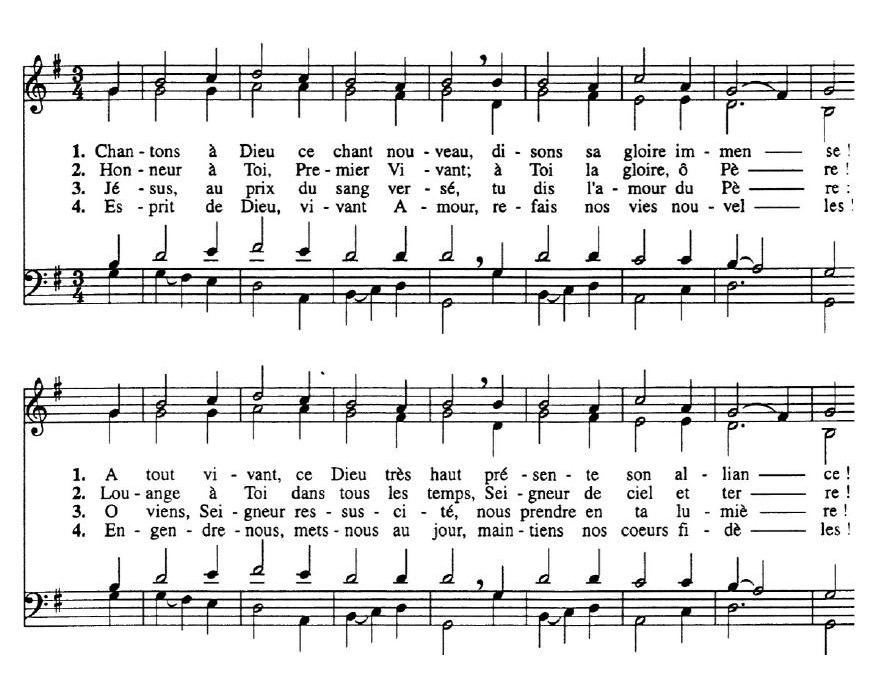 3
4
1. Chan - tons à Dieu ce chant nou - veau, di - sons sa gloire im - men — se !
2. Hon - neur à Toi, Pre - mier Vi - vant; à Toi la gloire, ô Pè — re !
3. Jé - sus, au prix du sang ver - sé, tu dis l'a - mour du Pè — re :
4. Es - prit de Dieu, vi - vant A - mour, re - fais nos vies nou - vel — les !
3
4
1. A tout vi - vant, ce Dieu très haut pré - sen - te son al - lian — ce !
2. Lou - ange à Toi dans tous les temps, Sei - gneur de ciel et ter — re !
3. O viens, Sei - gneur res - sus - ci - té, nous prendre en ta lu - miè — re !
4. En - gen - dre - nous, mets - nous au jour, main - tiens nos coeurs fi - dè — les !